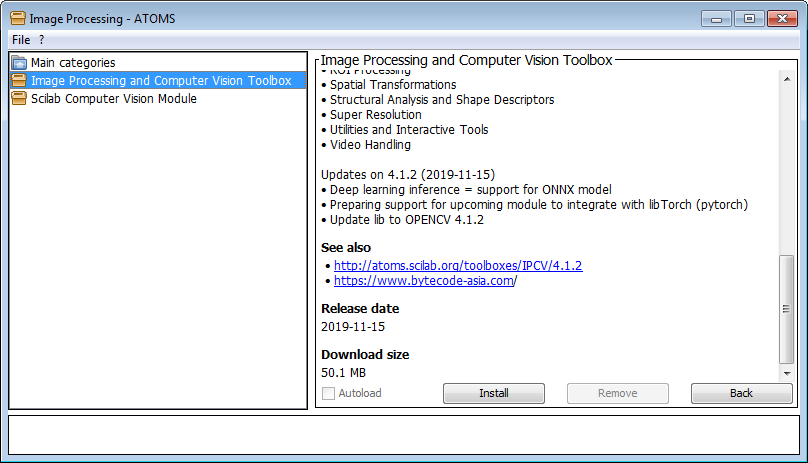 Image Processing - ATOMS
File ?
Main categories
Image Processing and Computer Vision Toolbox
Scilab Computer Vision Module
Image Processing and Computer Vision Toolbox
• ROI Processing
• Spatial Transformations
• Structural Analysis and Shape Descriptors
• Super Resolution
• Utilities and Interactive Tools
• Video Handling
Updates on 4.1.2 (2019-11-15)
• Deep learning inference = support for ONNX model
• Preparing support for upcoming module to integrate with libTorch (pytorch)
• Update lib to OPENCV 4.1.2
See also
• http://atoms.scilab.org/toolboxes/IPCV/4.1.2
• https://www.bytecode-asia.com/
Release date
2019-11-15
Download size
50.1 MB
Autoload
Install
Remove
Back